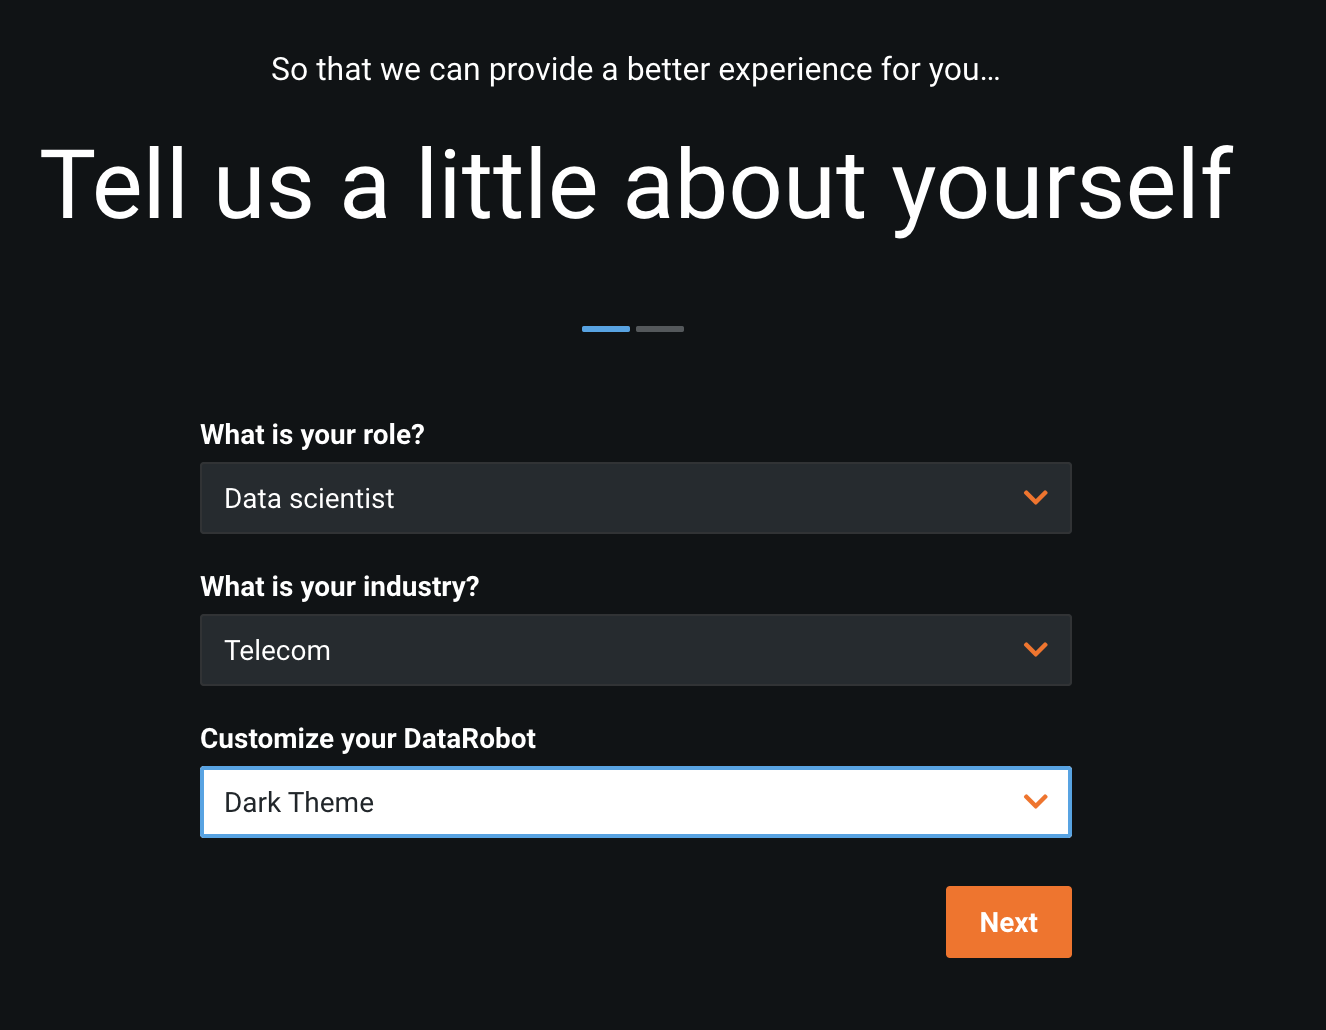 So that we can provide a better experience for you...
Tell us a little about yourself
What is your role?
Data scientist
What is your industry?
Telecom
Customize your DataRobot
Dark Theme
Next